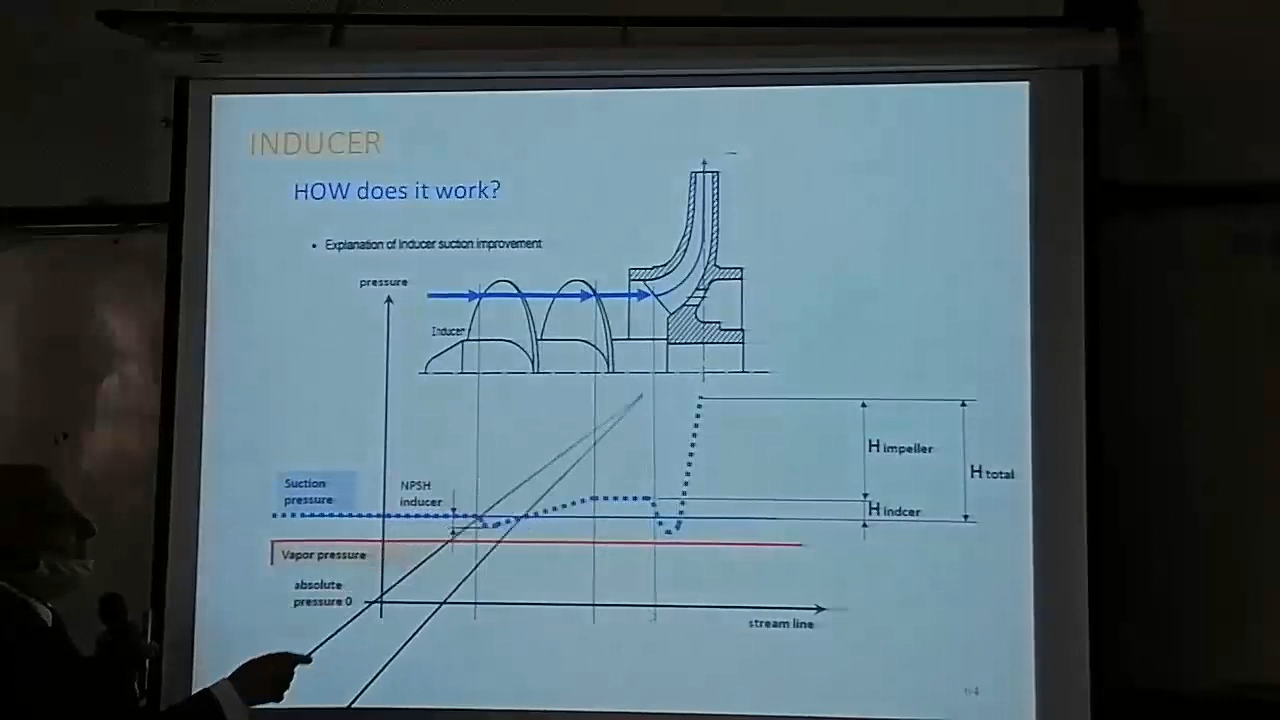 INDUCER
HOW does it work?
• Explanation of Inducer suction improvement
pressure
Inducer
H impeller
H total
Suction
pressure
NPSH
inducer
H indcer
Vapor pressure
absolute
pressure 0
stream line
64